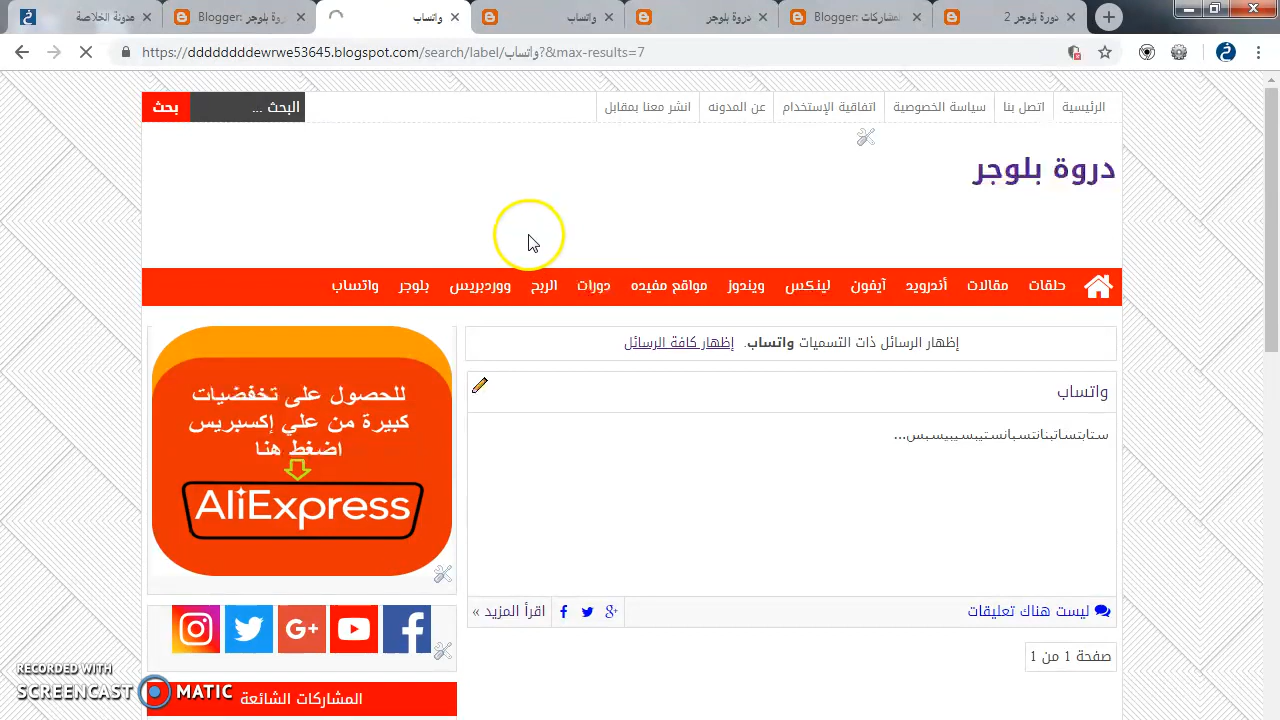 مدونة الخلاصة
Blogger: دروة بلوجر
واتساب
واتساب
دروة بلوجر
Blogger: المشاركات
دورة بلوجر 2
https://dddddddddewrwe53645.blogspot.com/search/label/واتساب?&max-results=7
الرئيسية
اتصل بنا
سياسة الخصوصية
اتفاقية الإستخدام
عن المدونه
انشر معنا بمقابل
البحث ...
بحث
دروة بلوجر
حلقات
مقالات
أندرويد
آيفون
لينكس
ويندوز
مواقع مفيده
دورات
الربح
ووردبريس
بلوجر
واتساب
إظهار الرسائل ذات التسميات واتساب. إظهار كافة الرسائل
واتساب
ليست هناك تعليقات
اقرأ المزيد »
صفحة 1 من 1
للحصول على تخفضيات
كبيرة من علي إكسبريس
اضغط هنا
AliExpress
المشاركات الشائعة
RECORDED WITH
SCREENCAST MATIC